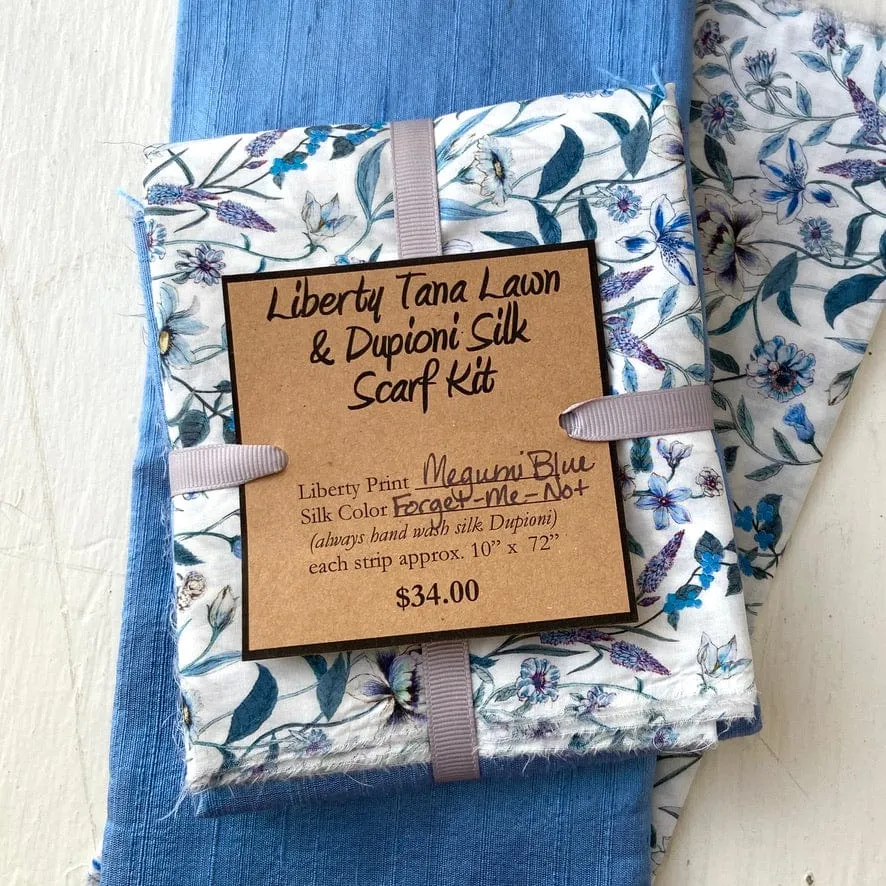 Liberty Tana Lawn
& Dupioni Silk
Scarf Kit
Liberty Print Megumi Blue
Silk Color Forget-Me-Not
(always hand wash silk Dupioni)
each strip approx. 10” x 72”
$34.00